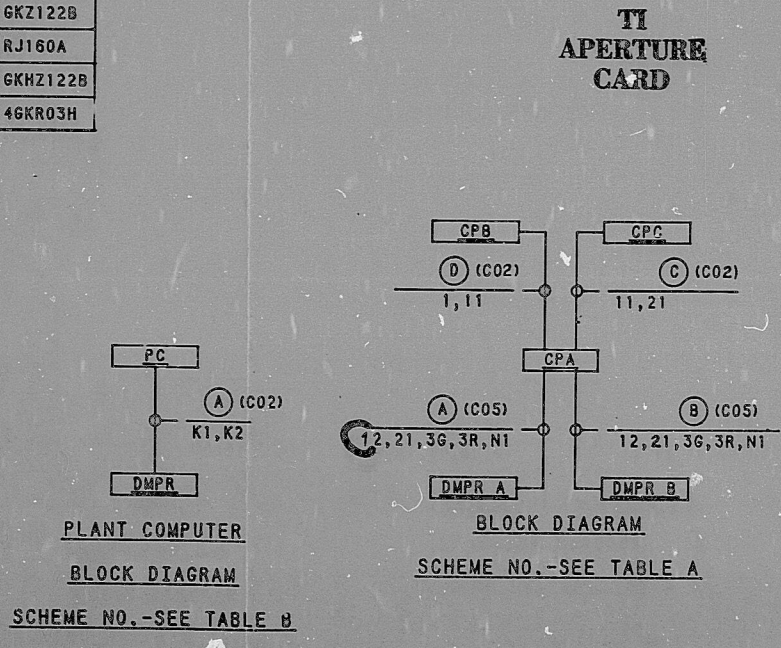 GKZ122B
RJ160A
GKHZ122B
4GKR03H
TI
APERTURE
CARD
CPB
CPC
D (C02)
1,11
C (C02)
11,21
CPA
A (C05)
12,21,3G,3R,N1
B (C05)
12,21,3G,3R,N1
DMPR A
DMPR B
BLOCK DIAGRAM
SCHEME NO.-SEE TABLE A
PC
A (C02)
K1,K2
DMPR
PLANT COMPUTER
BLOCK DIAGRAM
SCHEME NO.-SEE TABLE B